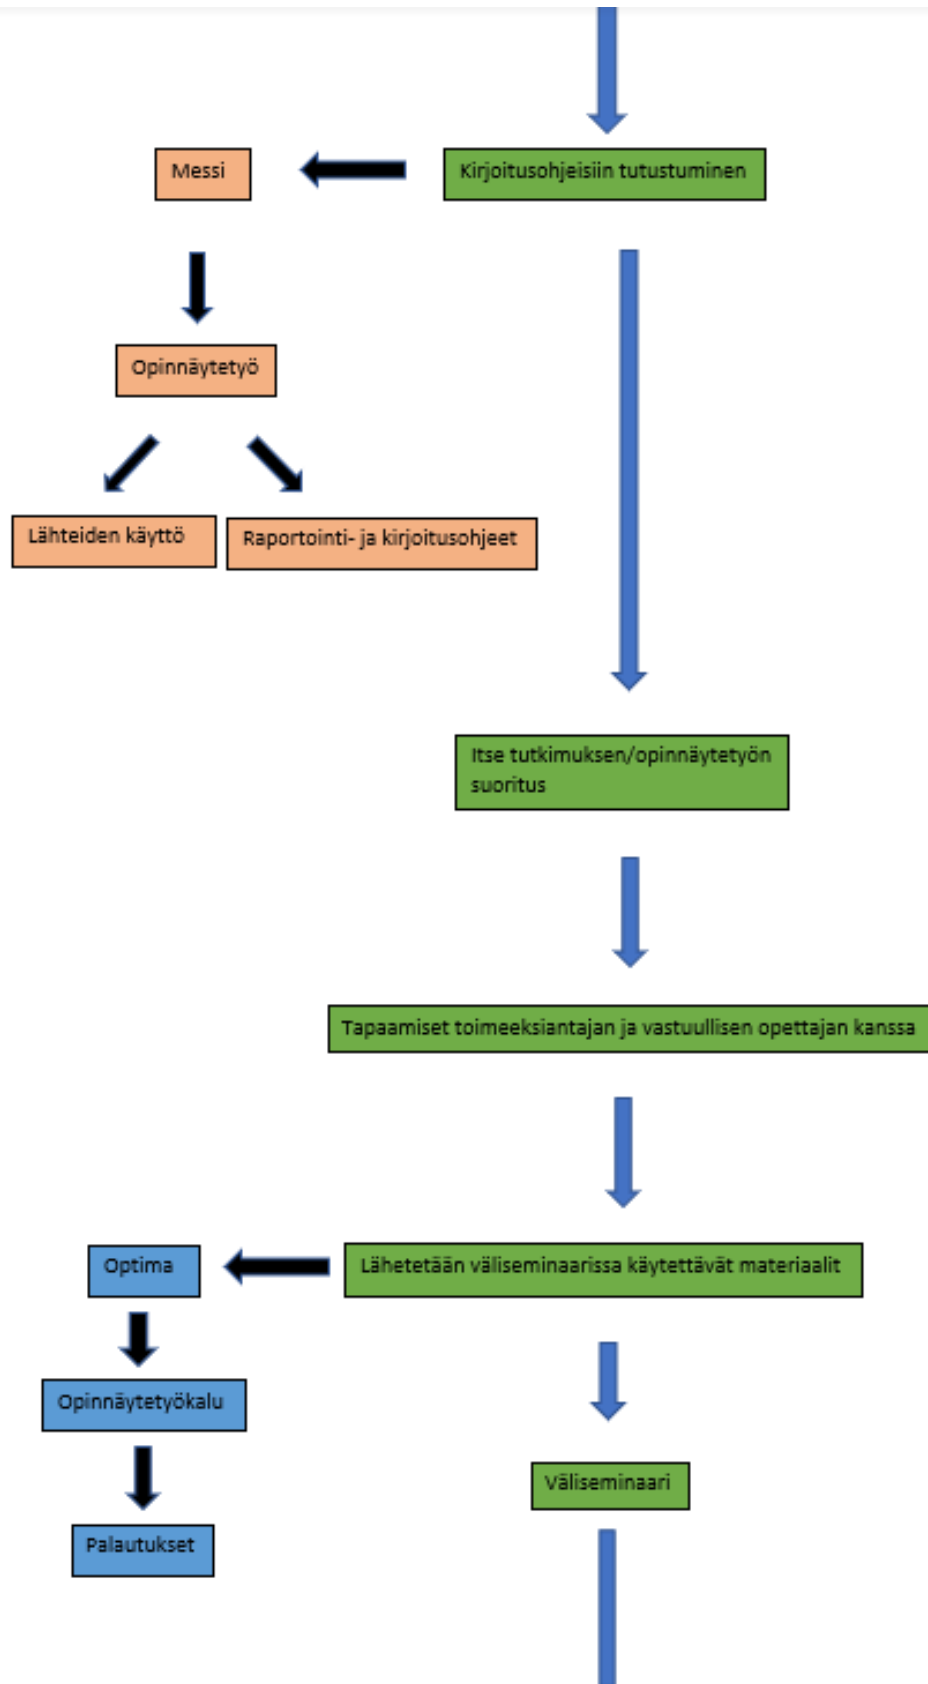 Messi
Kirjoitusohjeisiin tutustuminen
Opinnäytetyö
Lähteiden käyttö
Raportointi- ja kirjoitusohjeet
Itse tutkimuksen/opinnäytetyön
suoritus
Tapaamiset toimeeksiantajan ja vastuullisen opettajan kanssa
Optima
Lähetetään väliseminaarissa käytettävät materiaalit
Opinnäytetyökalu
Väliseminaari
Palautukset